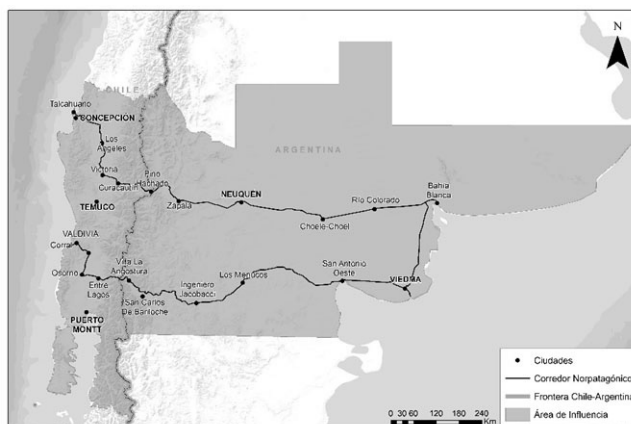 N
CHILE
Talcahuano
CONCEPCIÓN
Los
Angeles
ARGENTINA
Victoria
Pino
Hachado
Curacautín
Zapala
NEUQUÉN
Choele-Choel
Río Colorado
Bahía
Blanca
TEMUCO
VALDIVIA
Corral
Osorno
Entre
Lagos
Villa La
Angostura
San Carlos
De Bariloche
Ingeniero
Jacobacci
Los Menucos
San Antonio
Oeste
VIEDMA
PUERTO
MONTT
Ciudades
Corredor Norpatagónico
Frontera Chile-Argentina
Área de Influencia
0 30 60 120 180 240
Km